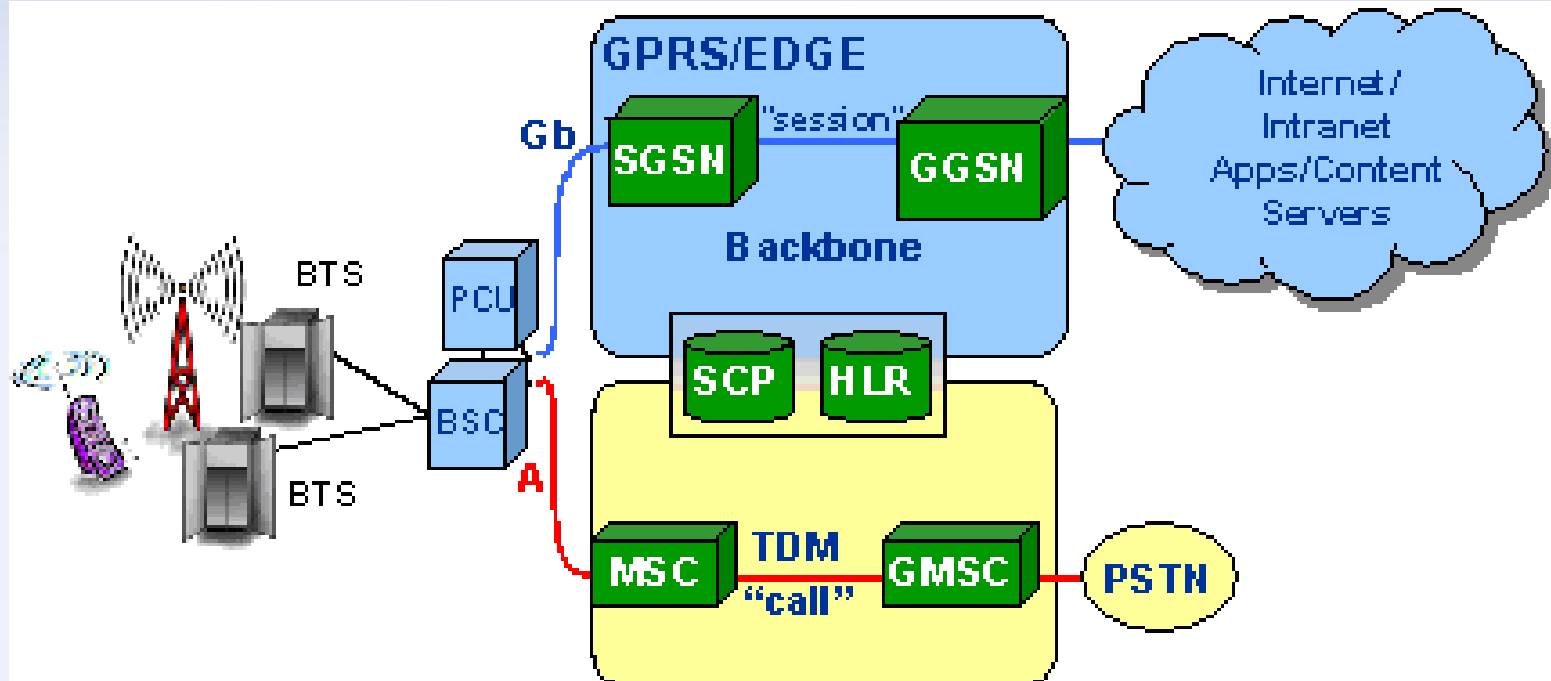 GPRS/EDGE
Gb
SGSN
"session"
GGSN
Backbone
Internet/
Intranet
Apps/Content
Servers
BTS
PCU
BSC
BTS
SCP
HLR
A
MSC
TDM
“call”
GMSC
PSTN